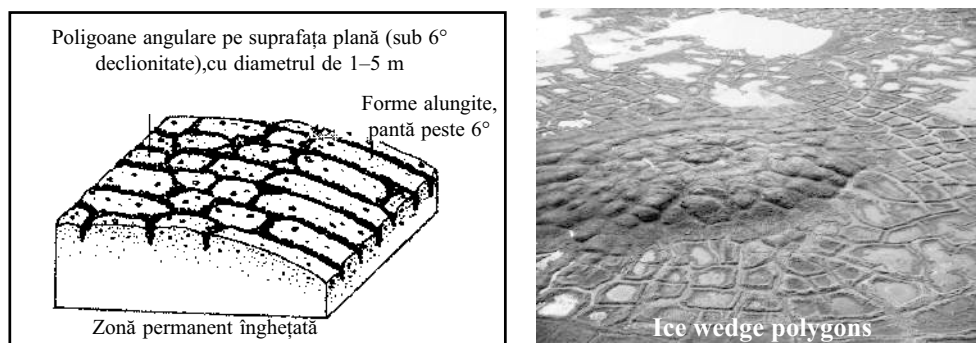 Poligoane angulare pe suprafața plană (sub 6°
declionitate),cu diametrul de 1–5 m
Forme alungite,
pantă peste 6°
Zonă permanent înghețată
Ice wedge polygons